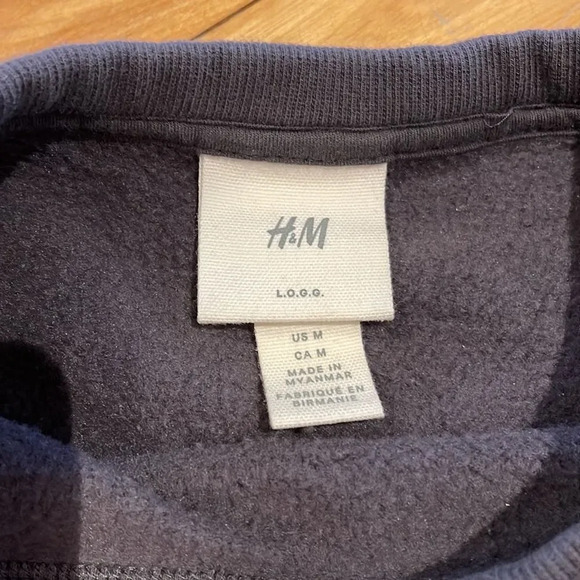 H&M
L.O.G.G.
US M
CA M
MADE IN
MYANMAR
FABRIQUÉ EN
BIRMANIE